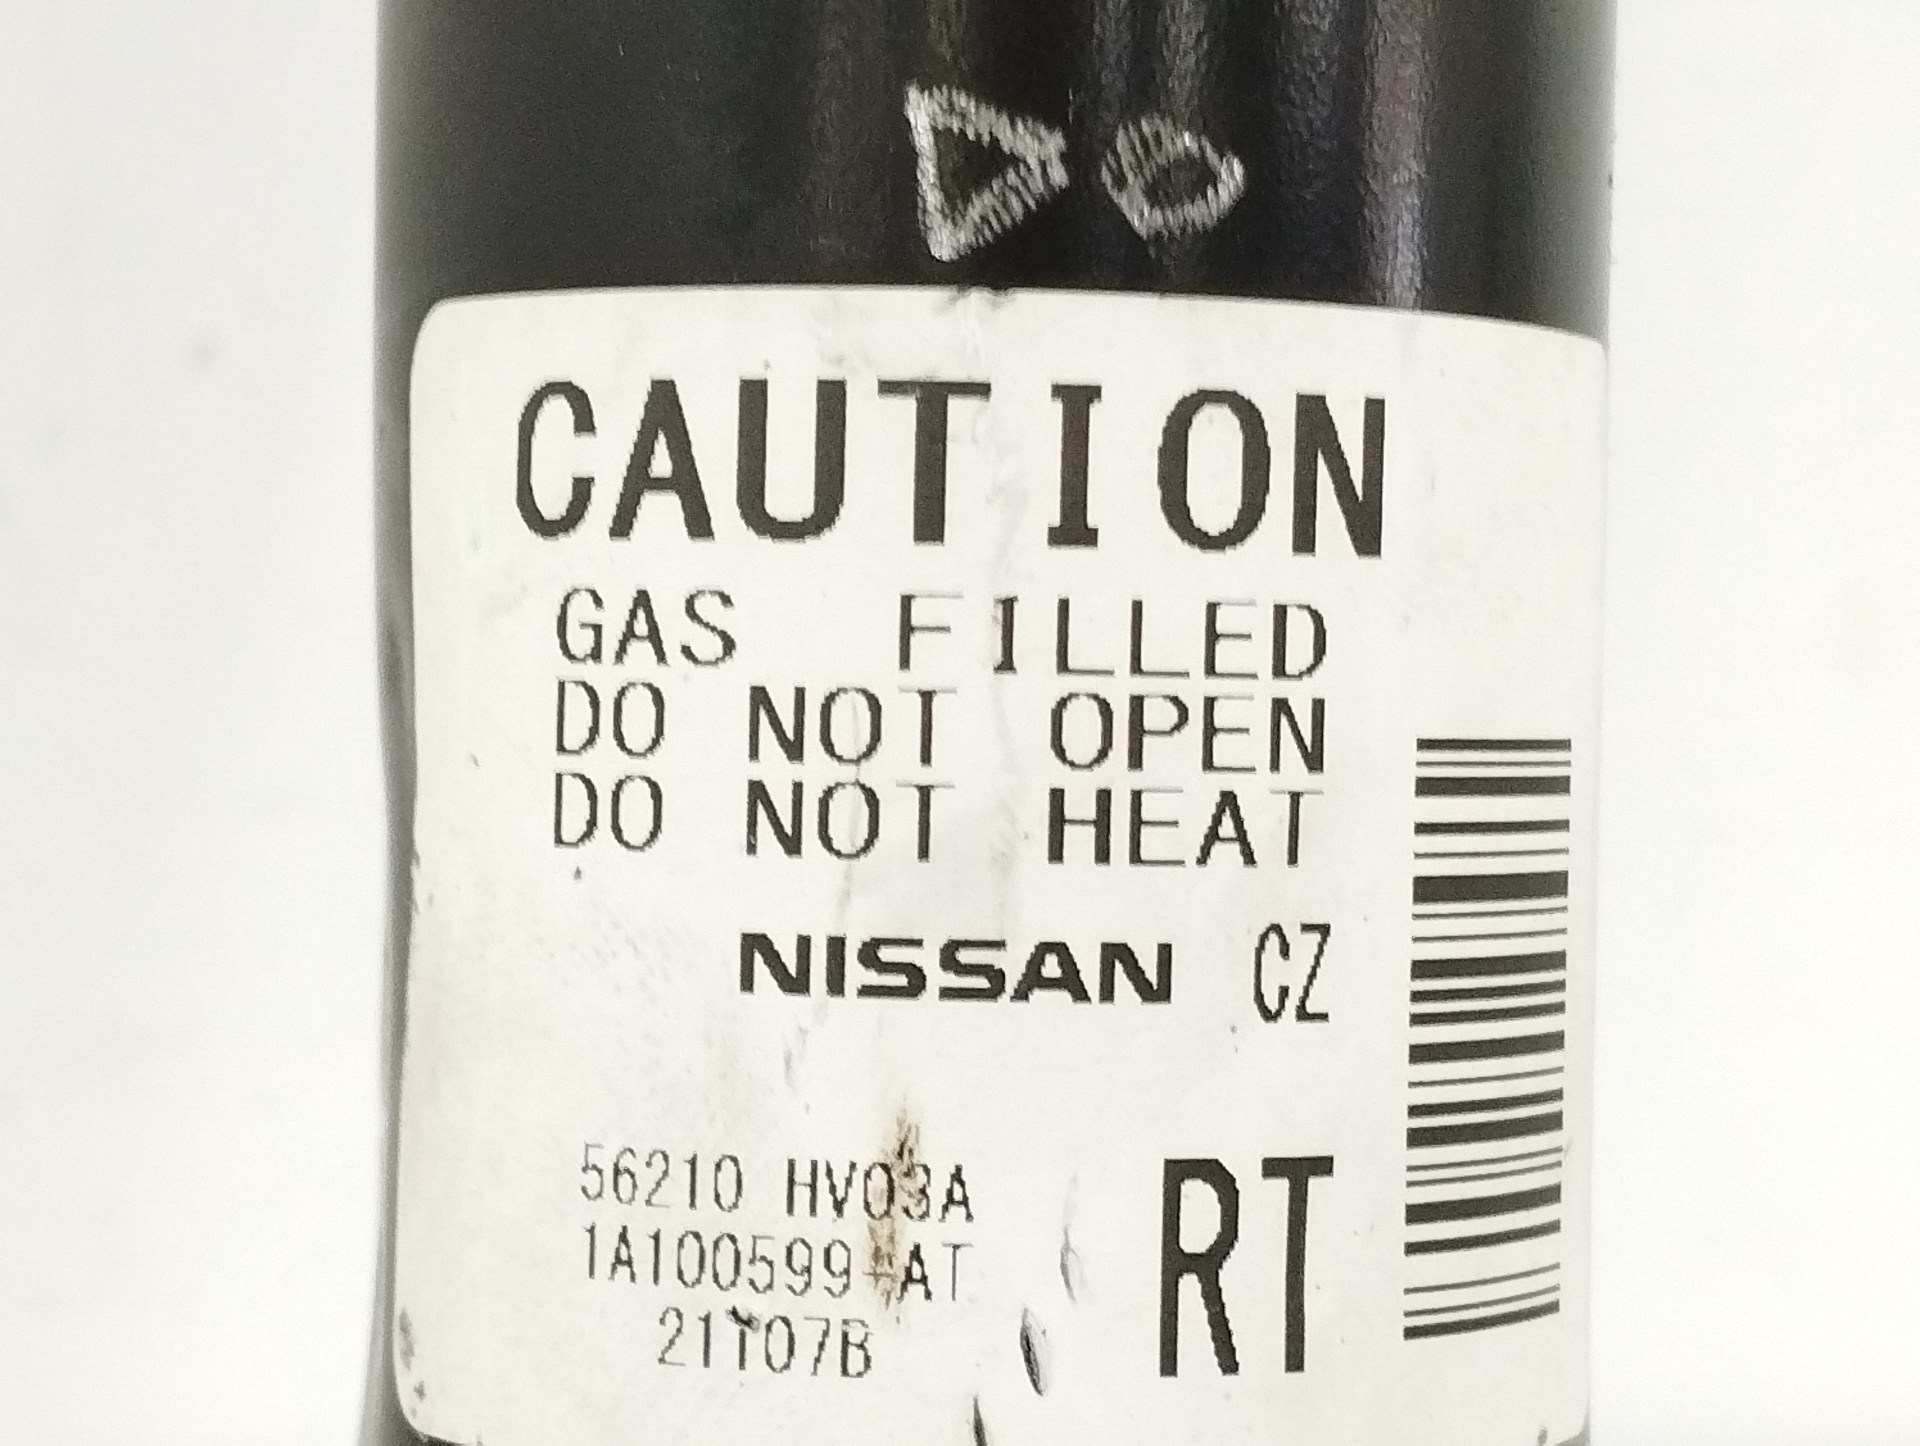 CAUTION
GAS FILLED
DO NOT OPEN
DO NOT HEAT
NISSAN CZ
56210 HV03A
1A100599-AT
21T07B
RT